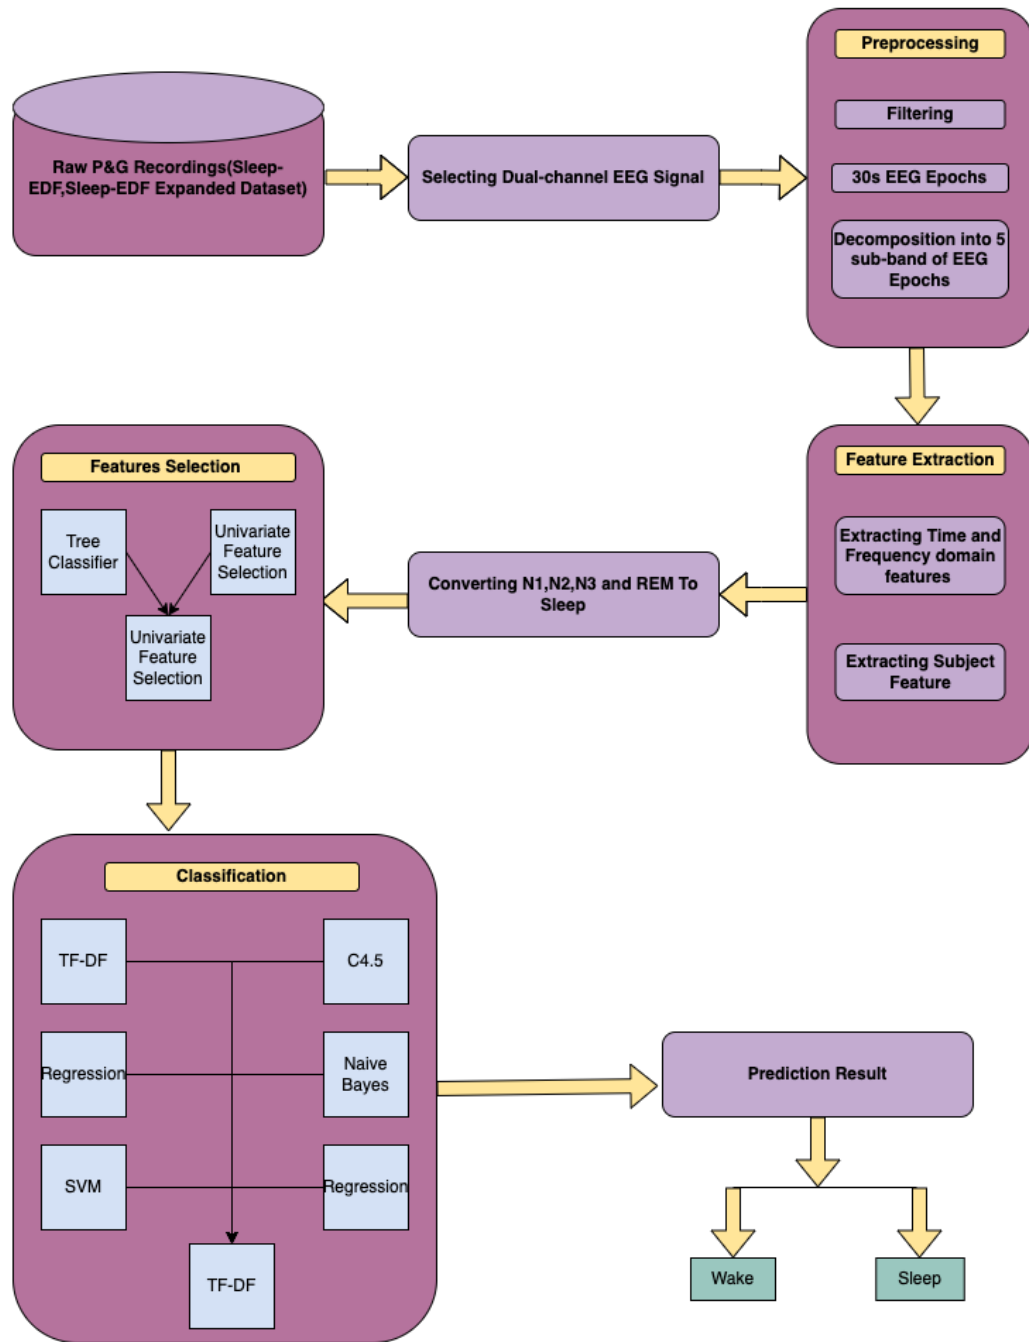 Raw P&G Recordings(Sleep-
EDF,Sleep-EDF Expanded Dataset)
Selecting Dual-channel EEG Signal
Preprocessing
Filtering
30s EEG Epochs
Decomposition into 5
sub-band of EEG
Epochs
Feature Extraction
Extracting Time and
Frequency domain
features
Extracting Subject
Feature
Converting N1,N2,N3 and REM To
Sleep
Features Selection
Tree
Classifier
Univariate
Feature
Selection
Univariate
Feature
Selection
Classification
TF-DF
C4.5
Regression
Naive
Bayes
SVM
Regression
TF-DF
Prediction Result
Wake
Sleep